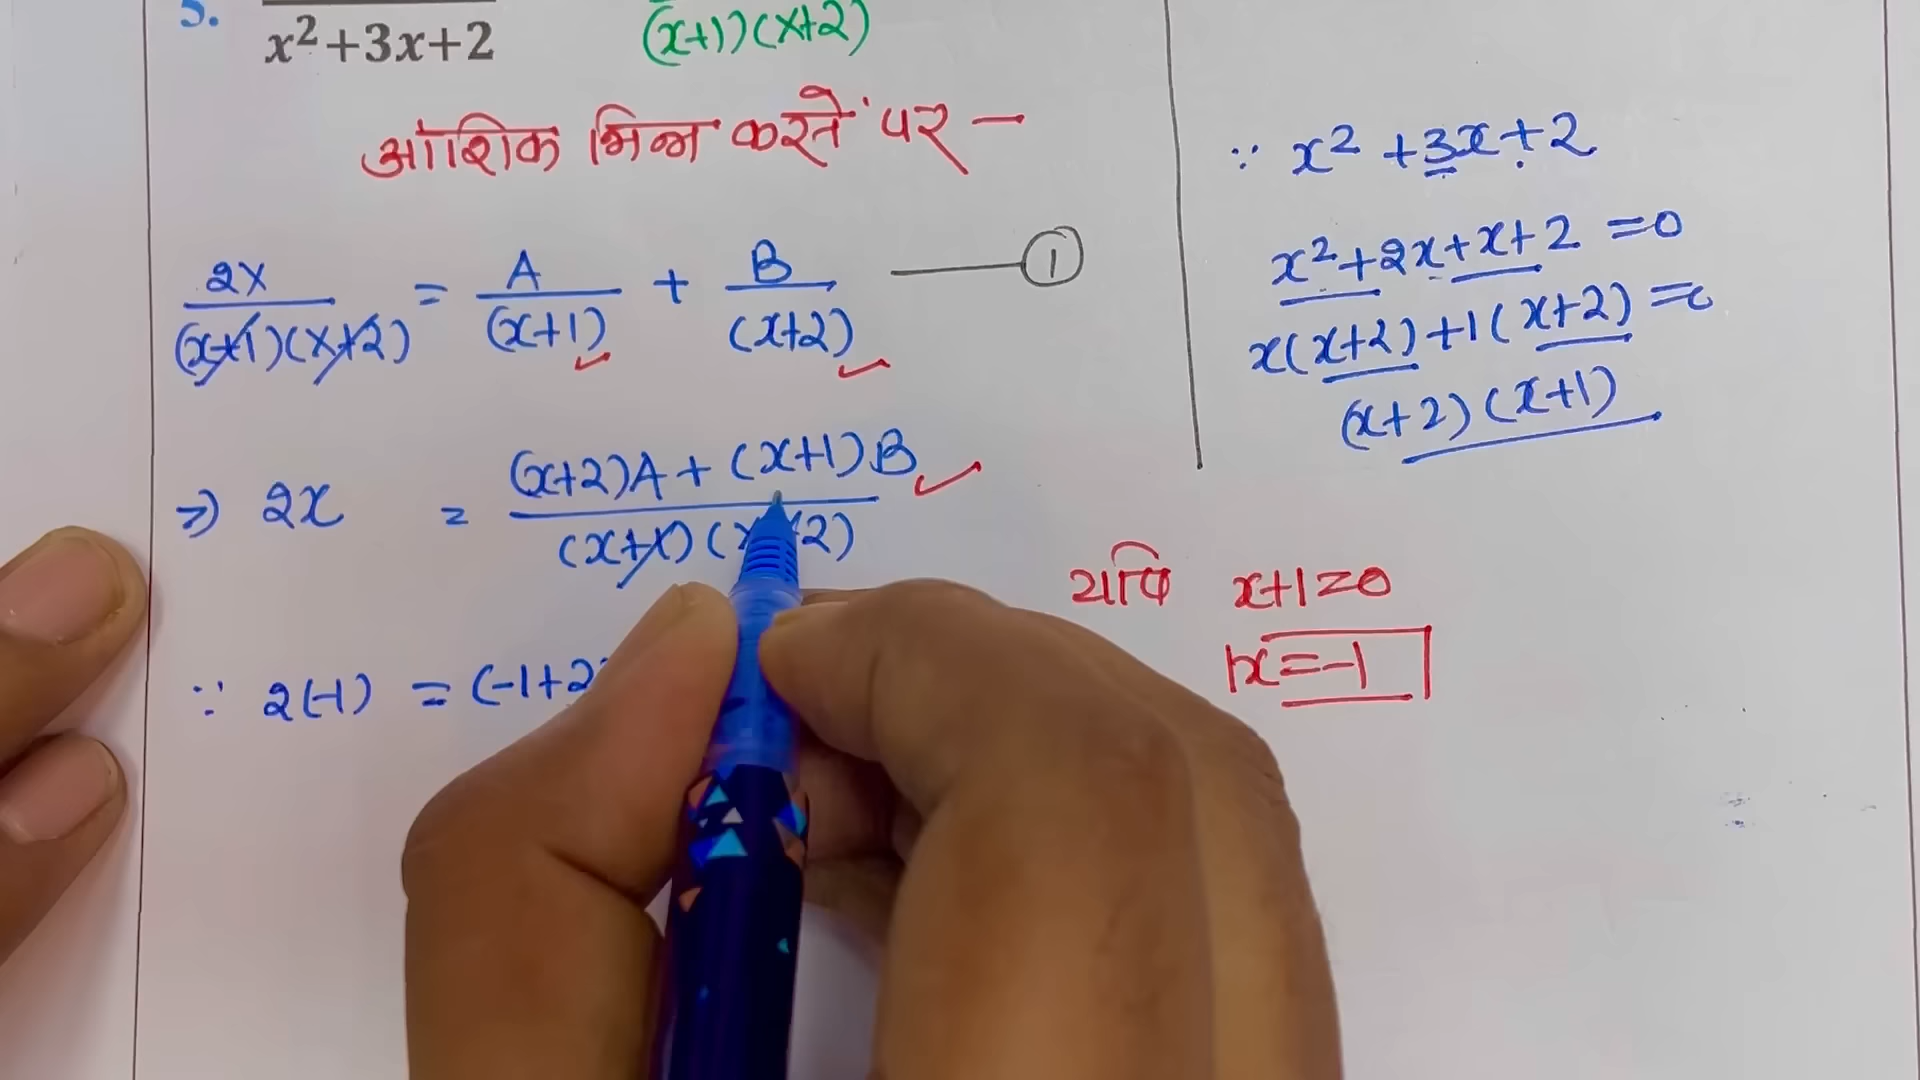 5. x²+3x+2
(x+1)(x+2)
आंशिक भिन्न करतें पर –
2x/(x+1)(x+2) = A/(x+1) + B/(x+2) —— ①
⇒ 2x = (x+2)A + (x+1)B / (x+1)(x+2)
∵ 2(-1) = (-1+2
∵ x² + 3x + 2
x² + 2x + x + 2 = 0
x(x+2) + 1(x+2) = 0
(x+2)(x+1)
यदि x+1=0
x=-1